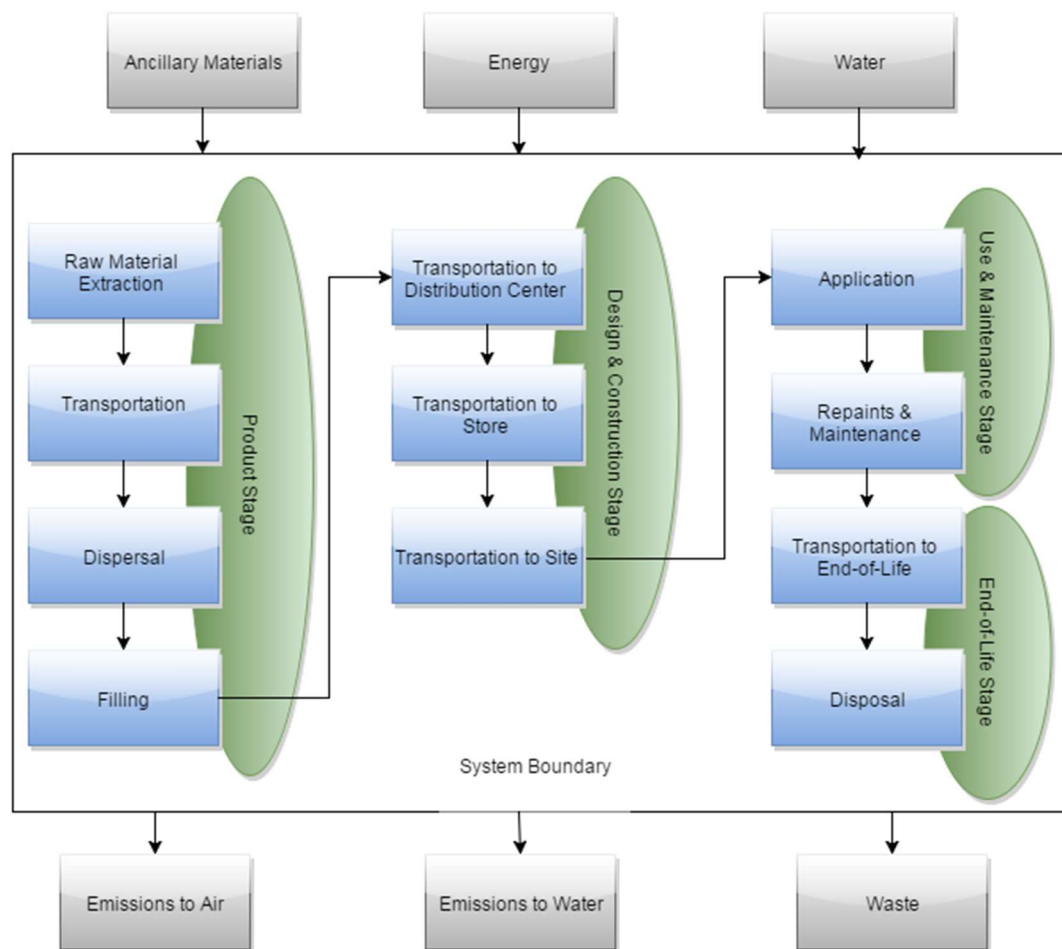 Ancillary Materials
Energy
Water
Raw Material
Extraction
Transportation
Dispersal
Filling
Product Stage
Transportation to
Distribution Center
Transportation to
Store
Transportation to Site
Design & Construction Stage
Application
Repaints &
Maintenance
Use & Maintenance Stage
Transportation to
End-of-Life
Disposal
End-of-Life Stage
System Boundary
Emissions to Air
Emissions to Water
Waste